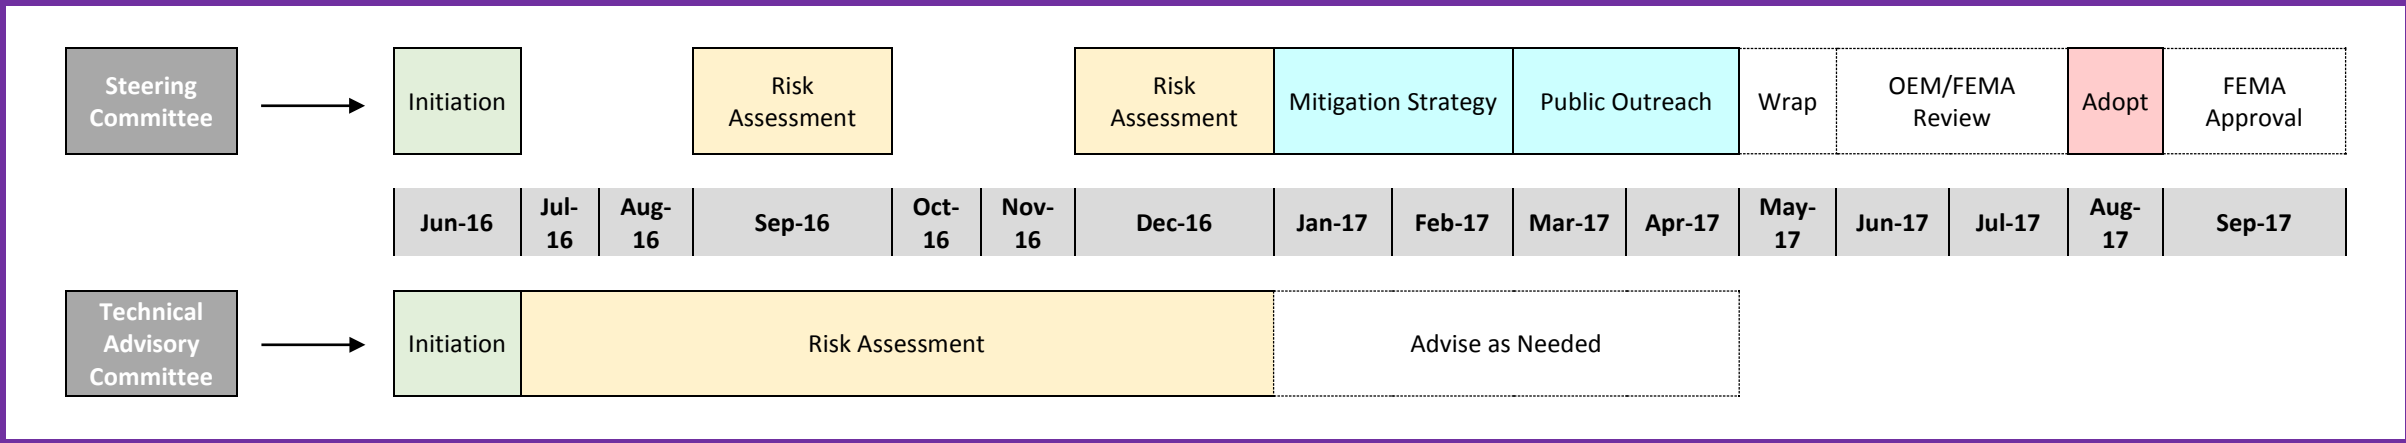 Steering
Committee
Initiation
Risk
Assessment
Risk
Assessment
Mitigation Strategy
Public Outreach
Wrap
OEM/FEMA
Review
Adopt
FEMA
Approval
Jun-16
Jul-
16
Aug-
16
Sep-16
Oct-
16
Nov-
16
Dec-16
Jan-17
Feb-17
Mar-17
Apr-17
May-
17
Jun-17
Jul-17
Aug-
17
Sep-17
Technical
Advisory
Committee
Initiation
Risk Assessment
Advise as Needed